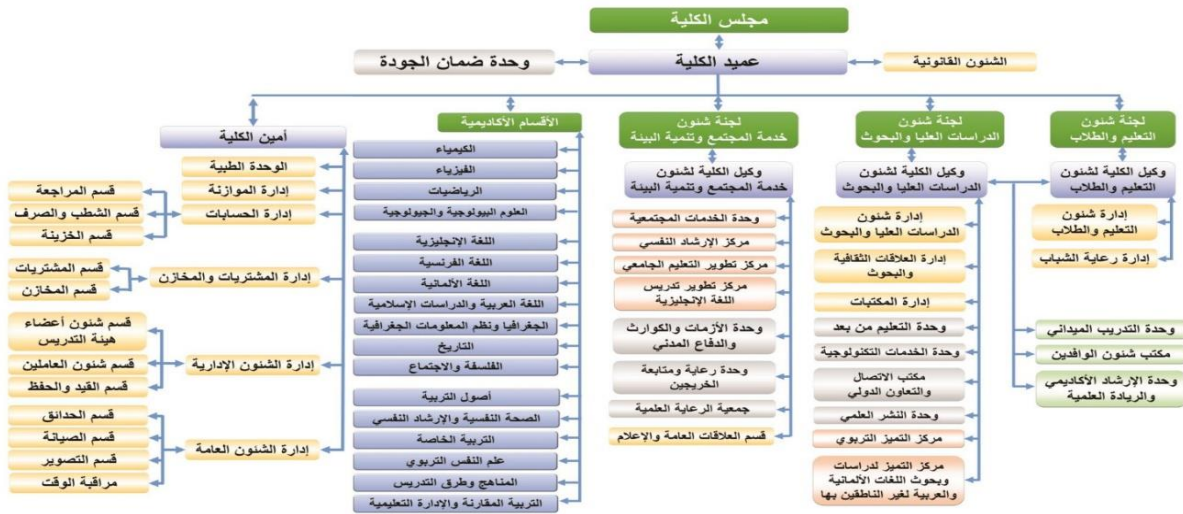 مجلس الكلية
الشئون القانونية
عميد الكلية
وحدة ضمان الجودة
لجنة شئون
التعليم والطلاب
وكيل الكلية لشئون
التعليم والطلاب
إدارة شئون
التعليم والطلاب
إدارة رعاية الشباب
وحدة التدريب الميداني
مكتب شئون الوافدين
وحدة الإرشاد الأكاديمي
والريادة العلمية
لجنة شئون
الدراسات العليا والبحوث
وكيل الكلية لشئون
الدراسات العليا والبحوث
إدارة شئون
الدراسات العليا والبحوث
إدارة العلاقات الثقافية
والبحوث
إدارة المكتبات
وحدة التعليم من بعد
وحدة الخدمات التكنولوجية
مكتب الاتصال
والتعاون الدولي
وحدة النشر العلمي
مركز التميز التربوي
مركز التميز لدراسات
وبحوث اللغات الألمانية
والعربية لغير الناطقين بها
لجنة شئون
خدمة المجتمع وتنمية البيئة
وكيل الكلية لشئون
خدمة المجتمع وتنمية البيئة
وحدة الخدمات المجتمعية
مركز الإرشاد النفسي
مركز تطوير التعليم الجامعي
مركز تطوير تدريس
اللغة الإنجليزية
وحدة الأزمات والكوارث
والدفاع المدني
وحدة رعاية ومتابعة
الخريجين
جمعية الرعاية العلمية
قسم العلاقات العامة والإعلام
الأقسام الأكاديمية
الكيمياء
الفيزياء
الرياضيات
العلوم البيولوجية والجيولوجية
اللغة الإنجليزية
اللغة الفرنسية
اللغة الألمانية
اللغة العربية والدراسات الإسلامية
الجغرافيا ونظم المعلومات الجغرافية
التاريخ
الفلسفة والاجتماع
أصول التربية
الصحة النفسية والإرشاد النفسي
التربية الخاصة
علم النفس التربوي
المناهج وطرق التدريس
التربية المقارنة والإدارة التعليمية
أمين الكلية
الوحدة الطبية
إدارة الموازنة
إدارة الحسابات
قسم المراجعة
قسم الشطب والصرف
قسم الخزينة
إدارة المشتريات والمخازن
قسم المشتريات
قسم المخازن
إدارة الشئون الإدارية
قسم شئون أعضاء
هيئة التدريس
قسم شئون العاملين
قسم القيد والحفظ
إدارة الشئون العامة
قسم الحدائق
قسم الصيانة
قسم التصوير
مراقبة الوقت